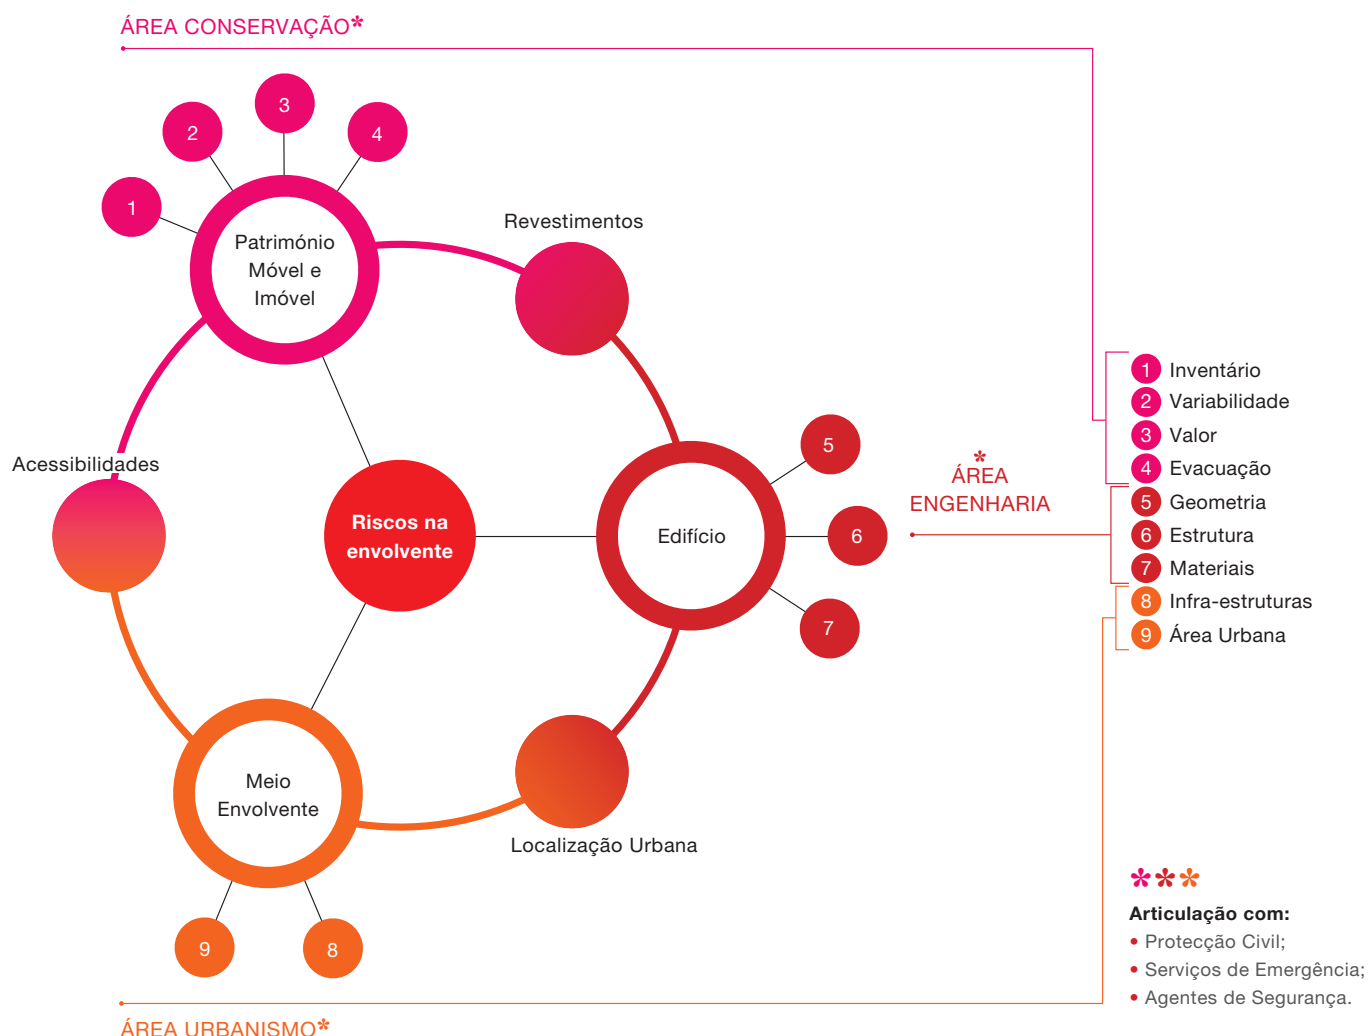 ÁREA CONSERVAÇÃO*
3
2
4
1
Património
Móvel e
Imóvel
Revestimentos
Acessibilidades
Riscos na
envolvente
Edifício
5
6
7
*
ÁREA
ENGENHARIA
1 Inventário
2 Variabilidade
3 Valor
4 Evacuação
5 Geometria
6 Estrutura
7 Materiais
8 Infra-estruturas
9 Área Urbana
Meio
Envolvente
Localização Urbana
9
8
***
Articulação com:
• Protecção Civil;
• Serviços de Emergência;
• Agentes de Segurança.
ÁREA URBANISMO*